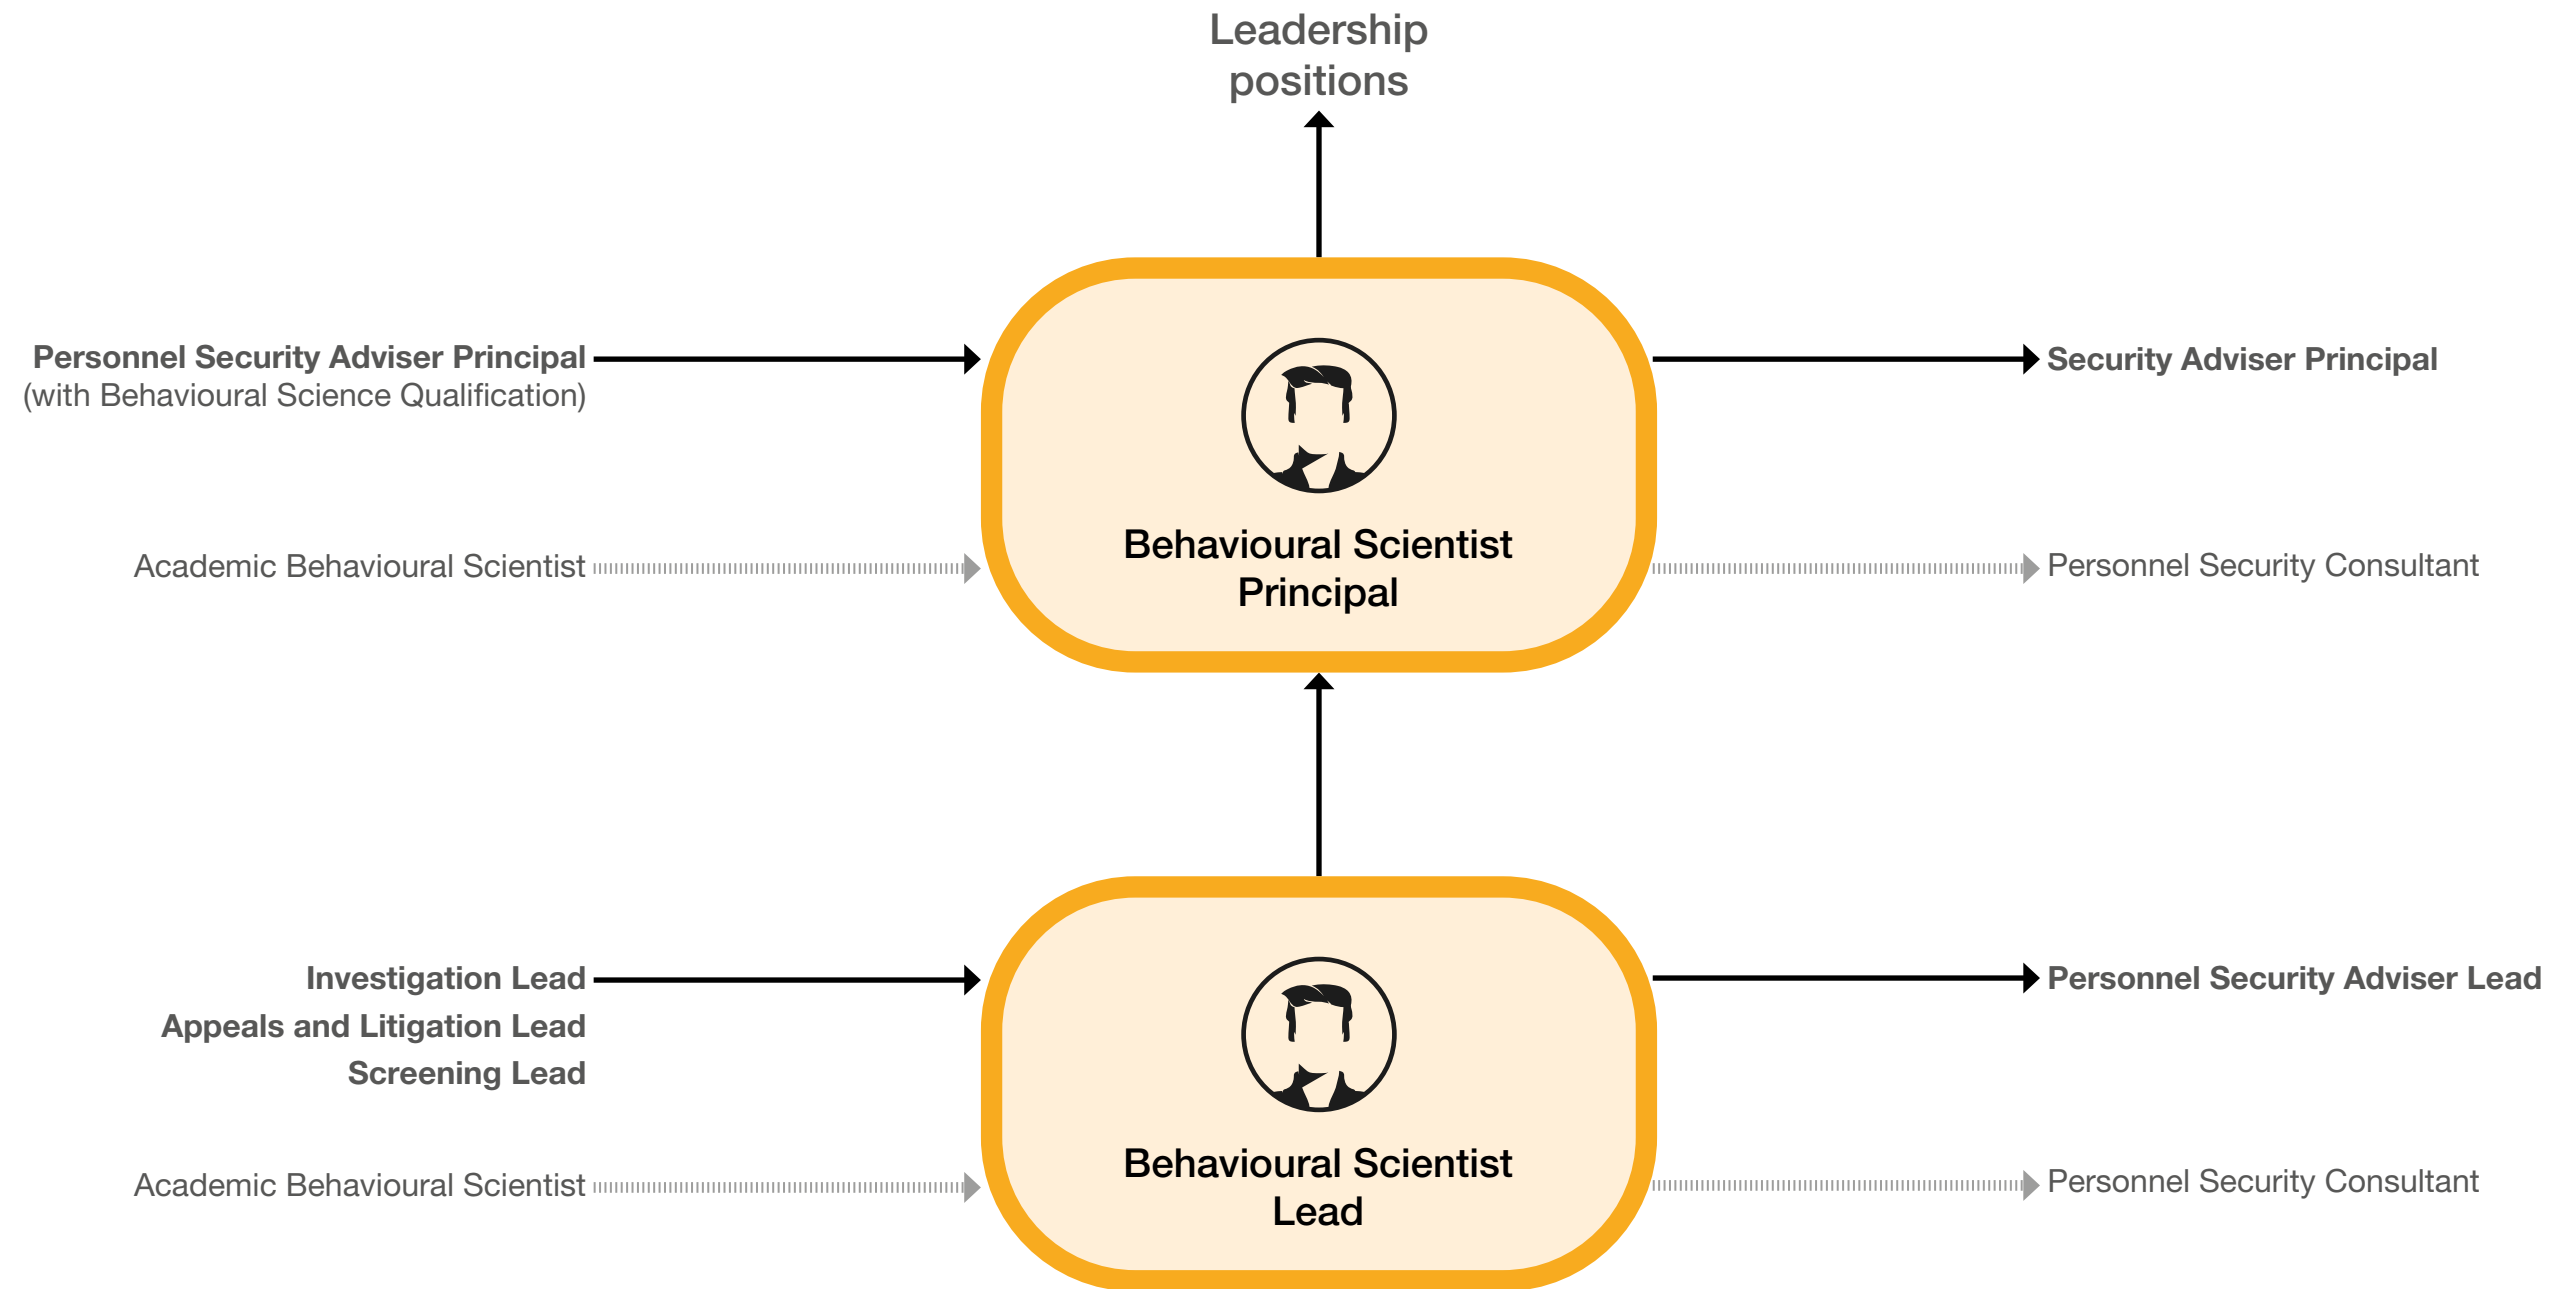 Leadership
positions
Personnel Security Adviser Principal
(with Behavioural Science Qualification)
Security Adviser Principal
Academic Behavioural Scientist
Behavioural Scientist
Principal
Personnel Security Consultant
Investigation Lead
Appeals and Litigation Lead
Screening Lead
Personnel Security Adviser Lead
Academic Behavioural Scientist
Behavioural Scientist
Lead
Personnel Security Consultant